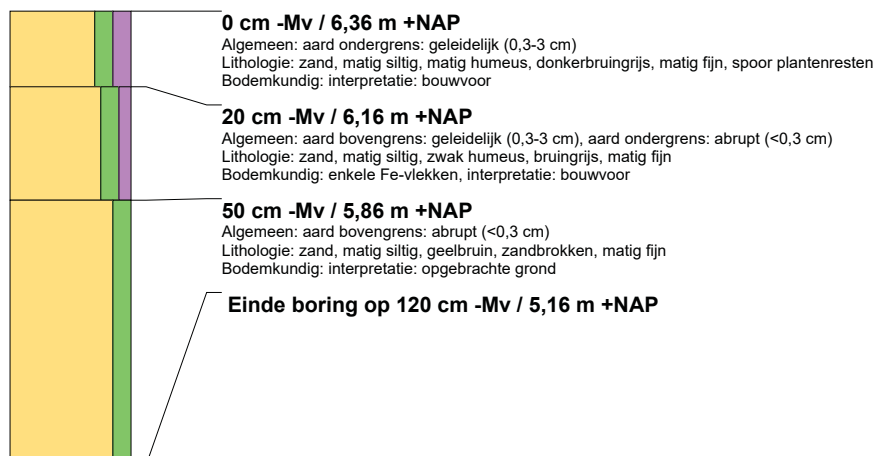 0 cm -Mv / 6,36 m +NAP
Algemeen: aard ondergrens: geleidelijk (0,3-3 cm)
Lithologie: zand, matig siltig, matig humeus, donkerbruingrijs, matig fijn, spoor plantenresten
Bodemkundig: interpretatie: bouwvoor
20 cm -Mv / 6,16 m +NAP
Algemeen: aard bovengrens: geleidelijk (0,3-3 cm), aard ondergrens: abrupt (<0,3 cm)
Lithologie: zand, matig siltig, zwak humeus, bruingrijs, matig fijn
Bodemkundig: enkele Fe-vlekken, interpretatie: bouwvoor
50 cm -Mv / 5,86 m +NAP
Algemeen: aard bovengrens: abrupt (<0,3 cm)
Lithologie: zand, matig siltig, geelbruin, zandbrokken, matig fijn
Bodemkundig: interpretatie: opgebrachte grond
Einde boring op 120 cm -Mv / 5,16 m +NAP